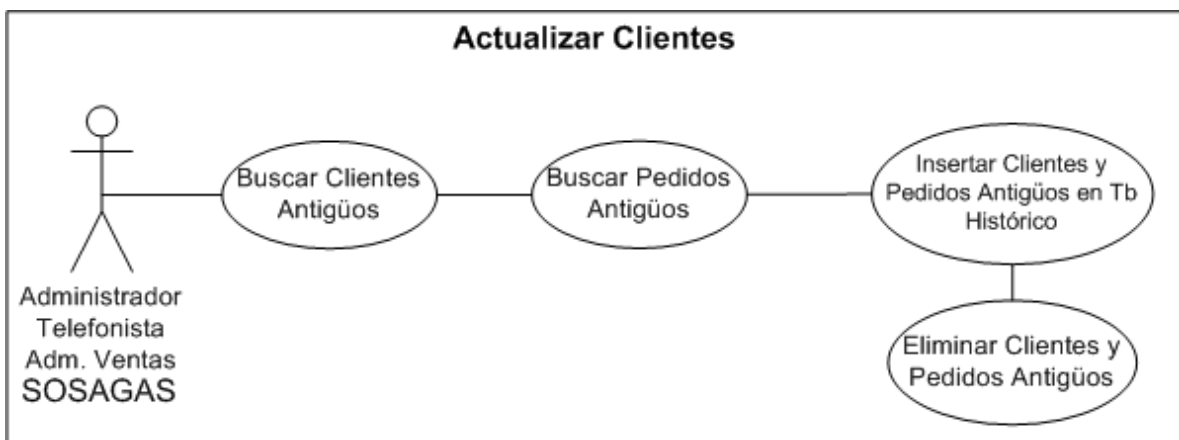 Actualizar Clientes
Buscar Clientes
Antigüos
Buscar Pedidos
Antigüos
Insertar Clientes y
Pedidos Antigüos en Tb
Histórico
Eliminar Clientes y
Pedidos Antigüos
Administrador
Telefonista
Adm. Ventas
SOSAGAS